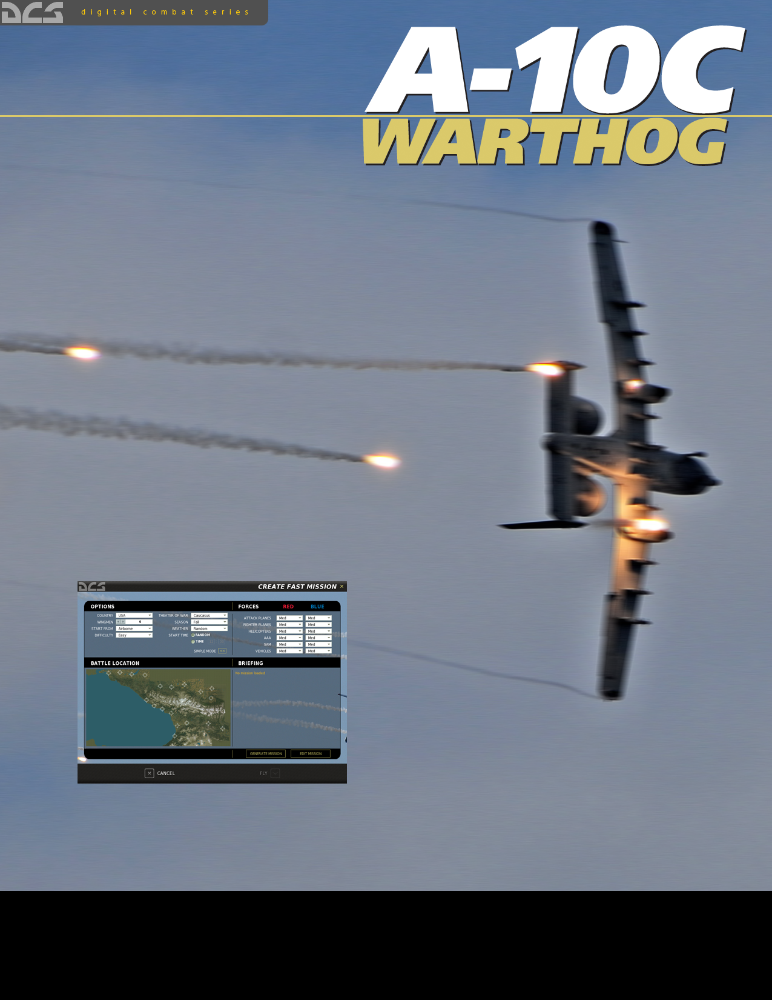 DCS digital combat series
A-10C
WARTHOG
DCS CREATE FAST MISSION
OPTIONS FORCES RED BLUE
COUNTRY USA THEATER OF WAR Caucasus ATTACK PLANES Med Med
WINGMEN 0 SEASON Fall FIGHTER PLANES Med Med
START FROM Airborne WEATHER Random HELICOPTERS Med Med
DIFFICULTY Easy START TIME RANDOM AAA Med Med
TIME SAM Med Med
SIMPLE MODE << VEHICLES Med Med
BATTLE LOCATION BRIEFING
No mission loaded
GENERATE MISSION EDIT MISSION
CANCEL FLY